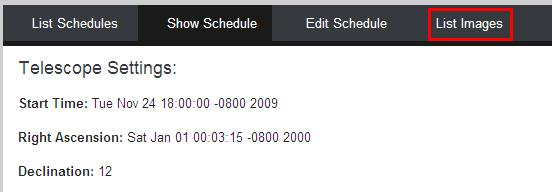 List Schedules Show Schedule Edit Schedule List Images
Telescope Settings:
Start Time: Tue Nov 24 18:00:00 -0800 2009
Right Ascension: Sat Jan 01 00:03:15 -0800 2000
Declination: 12